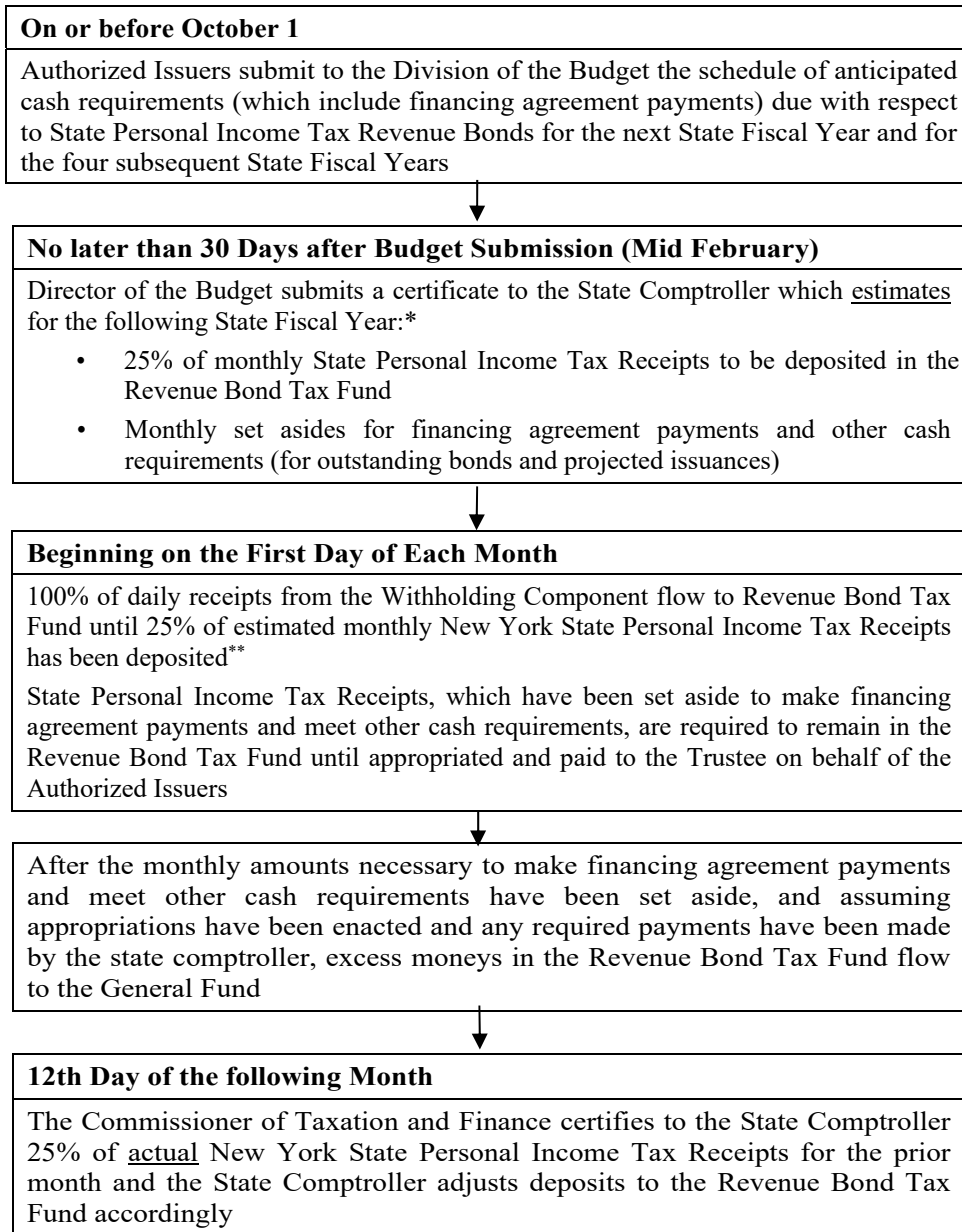 On or before October 1
Authorized Issuers submit to the Division of the Budget the schedule of anticipated
cash requirements (which include financing agreement payments) due with respect
to State Personal Income Tax Revenue Bonds for the next State Fiscal Year and for
the four subsequent State Fiscal Years
No later than 30 Days after Budget Submission (Mid February)
Director of the Budget submits a certificate to the State Comptroller which estimates
for the following State Fiscal Year:*
• 25% of monthly State Personal Income Tax Receipts to be deposited in the
Revenue Bond Tax Fund
• Monthly set asides for financing agreement payments and other cash
requirements (for outstanding bonds and projected issuances)
Beginning on the First Day of Each Month
100% of daily receipts from the Withholding Component flow to Revenue Bond Tax
Fund until 25% of estimated monthly New York State Personal Income Tax Receipts
has been deposited**
State Personal Income Tax Receipts, which have been set aside to make financing
agreement payments and meet other cash requirements, are required to remain in the
Revenue Bond Tax Fund until appropriated and paid to the Trustee on behalf of the
Authorized Issuers
After the monthly amounts necessary to make financing agreement payments
and meet other cash requirements have been set aside, and assuming
appropriations have been enacted and any required payments have been made
by the state comptroller, excess moneys in the Revenue Bond Tax Fund flow
to the General Fund
12th Day of the following Month
The Commissioner of Taxation and Finance certifies to the State Comptroller
25% of actual New York State Personal Income Tax Receipts for the prior
month and the State Comptroller adjusts deposits to the Revenue Bond Tax
Fund accordingly